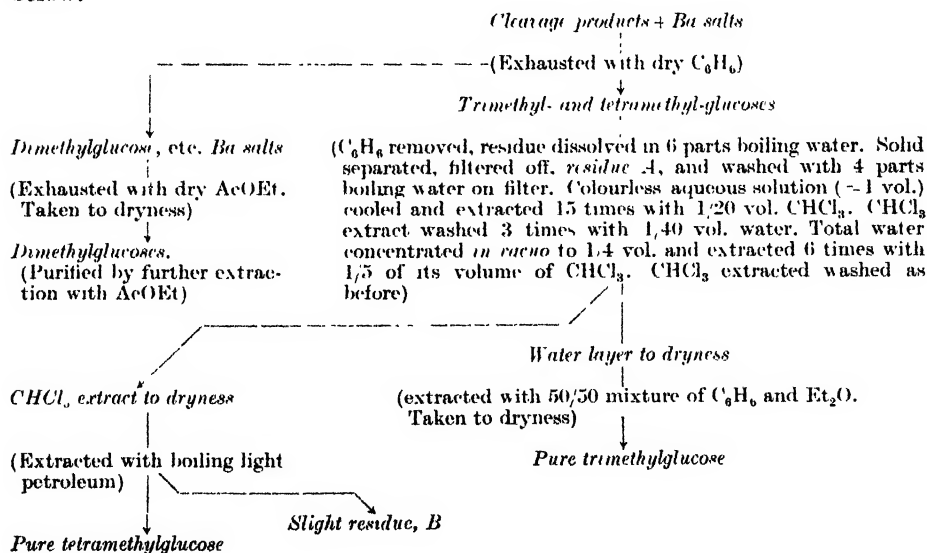 Cleavage products + Ba salts
(Exhausted with dry C₆H₆)
Trimethyl- and tetramethyl-glucoses
Dimethylglucose, etc. Ba salts
(Exhausted with dry AcOEt.
Taken to dryness)
Dimethylglucoses.
(Purified by further extrac-
tion with AcOEt)
(C₆H₆ removed, residue dissolved in 6 parts boiling water. Solid
separated, filtered off, residue A, and washed with 4 parts
boiling water on filter. Colourless aqueous solution (=1 vol.)
cooled and extracted 15 times with 1/20 vol. CHCl₃. CHCl₃
extract washed 3 times with 1/40 vol. water. Total water
concentrated in vacuo to 1/4 vol. and extracted 6 times with
1/5 of its volume of CHCl₃. CHCl₃ extracted washed as
before)
Water layer to dryness
CHCl₃ extract to dryness
(extracted with 50/50 mixture of C₆H₆ and Et₂O.
Taken to dryness)
(Extracted with boiling light
petroleum)
Pure trimethylglucose
Slight residue, B
Pure tetramethylglucose